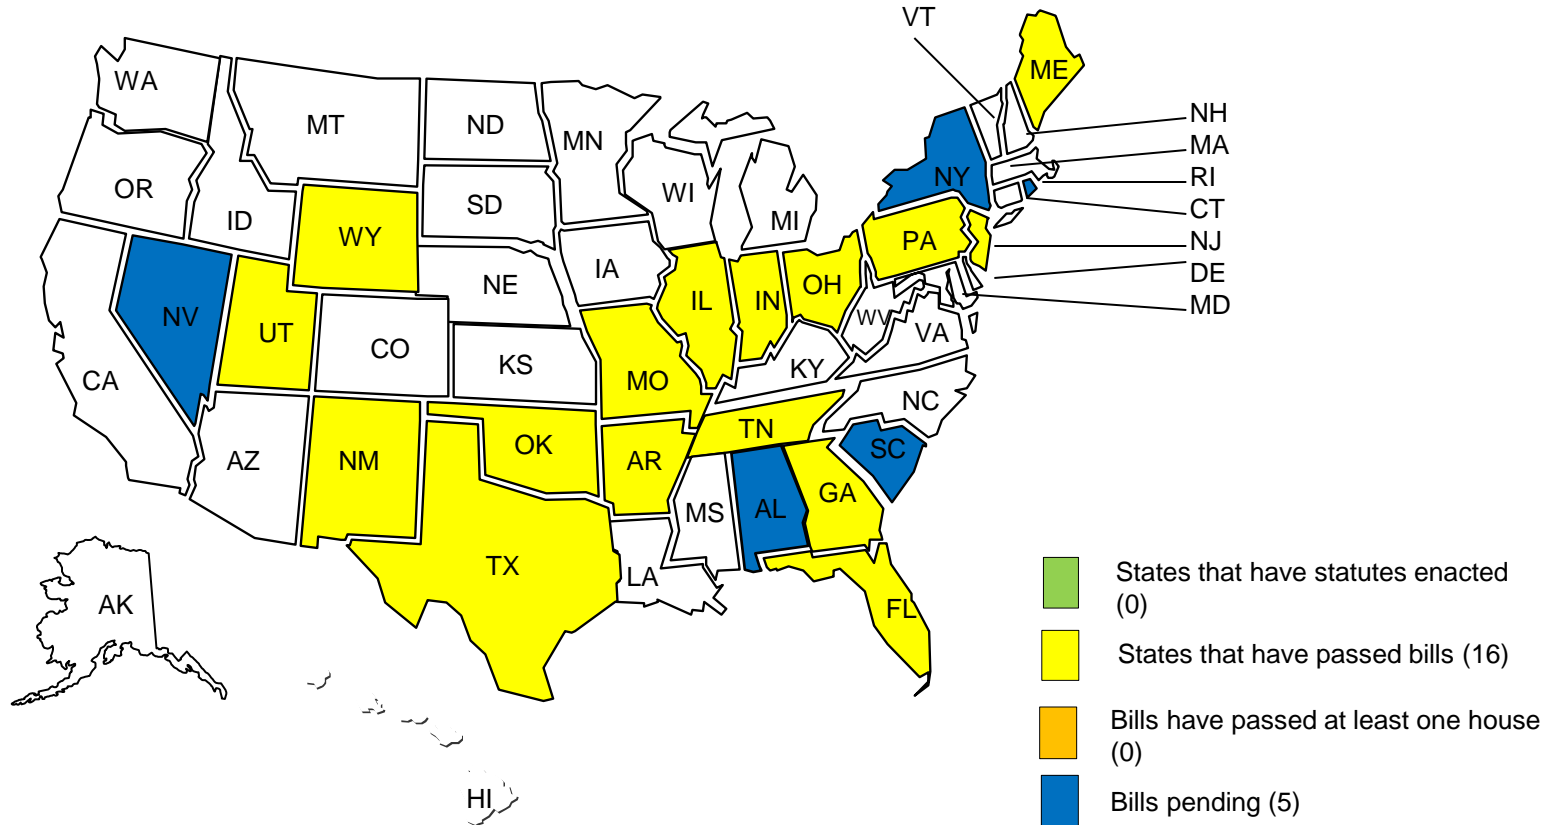 VT
ME
WA
MT
ND
MN
NH
MA
RI
CT
NJ
DE
MD
OR
ID
WY
SD
WI
MI
NY
PA
NE
IA
IL
IN
OH
WV
VA
NV
UT
CO
KS
MO
KY
CA
NC
AZ
NM
OK
AR
TN
SC
MS
AL
GA
TX
LA
FL
AK
HI
States that have statutes enacted
(0)
States that have passed bills (16)
Bills have passed at least one house
(0)
Bills pending (5)